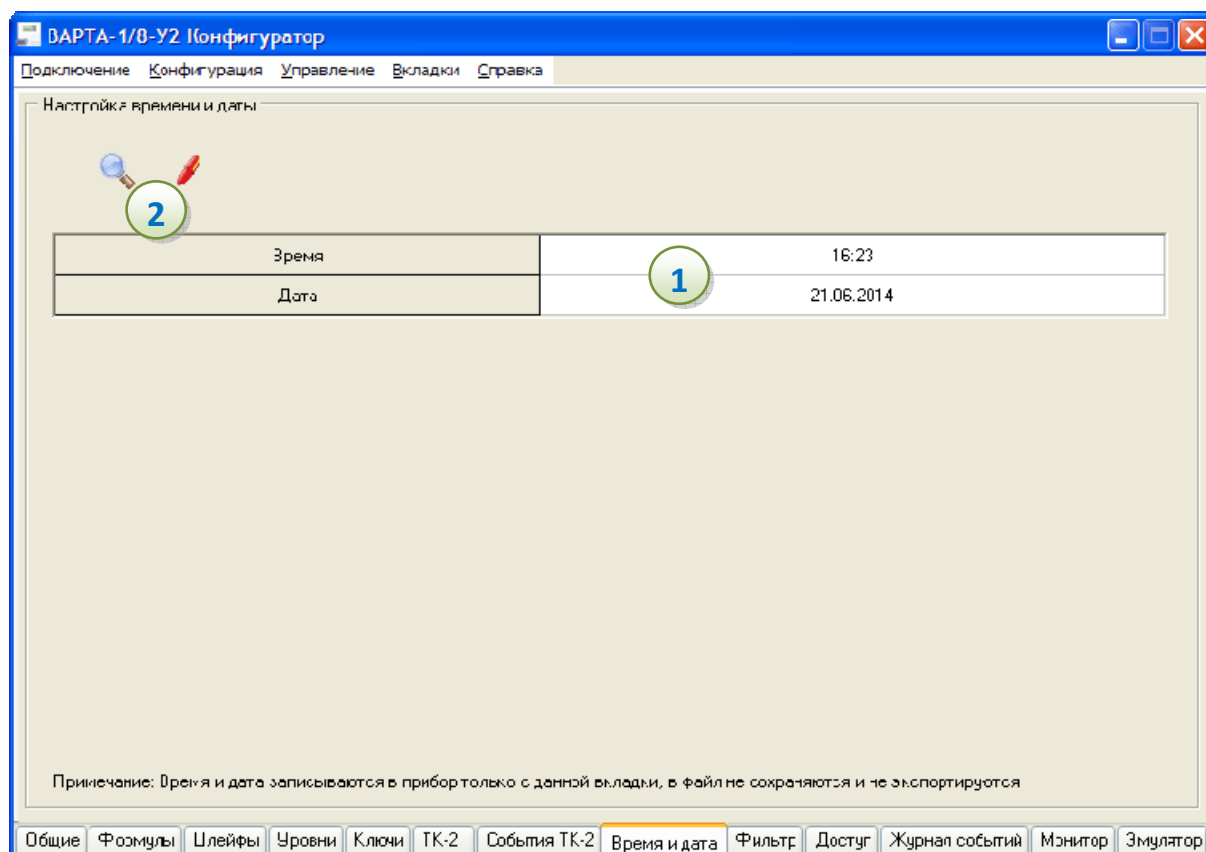 ВАРТА-1/8-У2 Конфигуратор
Подключение Конфигурация Управление Вкладки Справка
Настройка времени и даты
2
Время 16:23
1
Дата 21.06.2014
Примечание: Время и дата записываются в прибор только с данной вкладки, в файл не сохраняются и не экспортируются
Общие Формулы Шлейфы Уровни Ключи ТК-2 События ТК-2 Время и дата Фильтр Доступ Журнал событий Монитор Эмулятор